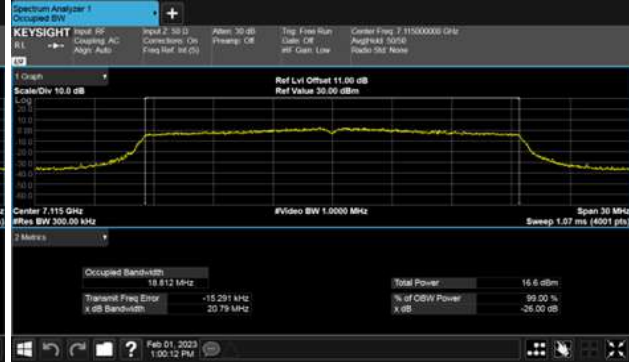 Spectrum Analyzer 1
Occupied BW
+
KEYSIGHT Input: RF Input Z: 50 Ω Atten: 30 dB Trig: Free Run Center Freq: 7.115000000 GHz
RL Coupling: AC Corrections: On Preamp: Off Gate: Off Avg|Hold: 50/50
Align: Auto Freq Ref: Int (S) #IF Gain: Low Radio Std: None
1 Graph
Ref Lvl Offset 11.00 dB
Scale/Div 10.0 dB Ref Value 30.00 dBm
Log
20.0
10.0
0.00
-10.0
-20.0
-30.0
-40.0
-50.0
-60.0
Center 7.115 GHz #Video BW 1.0000 MHz Span 30 MHz
#Res BW 300.00 kHz Sweep 1.07 ms (4001 pts)
2 Metrics
Occupied Bandwidth
18.812 MHz Total Power 16.6 dBm
Transmit Freq Error -15.291 kHz % of OBW Power 99.00 %
x dB Bandwidth 20.79 MHz x dB -26.00 dB
? Feb 01, 2023
1:00:12 PM